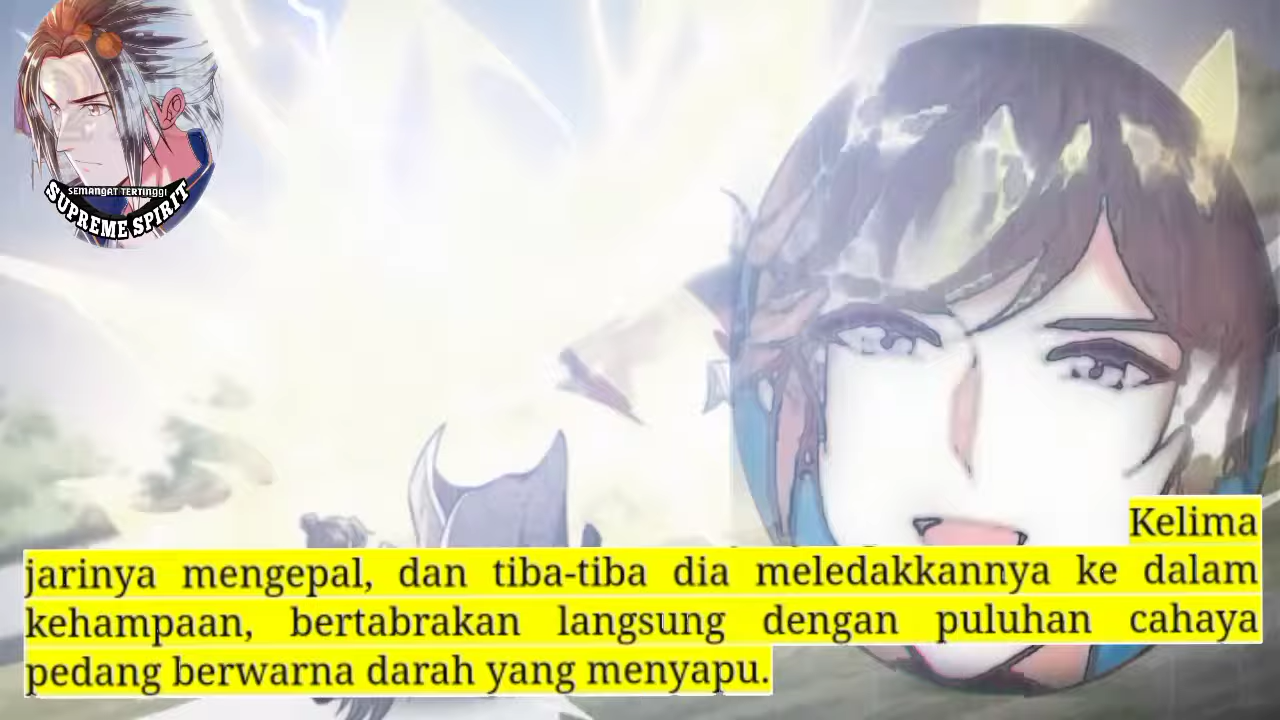 SEMANGAT TERTINGGI
SUPREME SPIRIT
Kelima
jarinya mengepal, dan tiba-tiba dia meledakkannya ke dalam
kehampaan, bertabrakan langsung dengan puluhan cahaya
pedang berwarna darah yang menyapu.